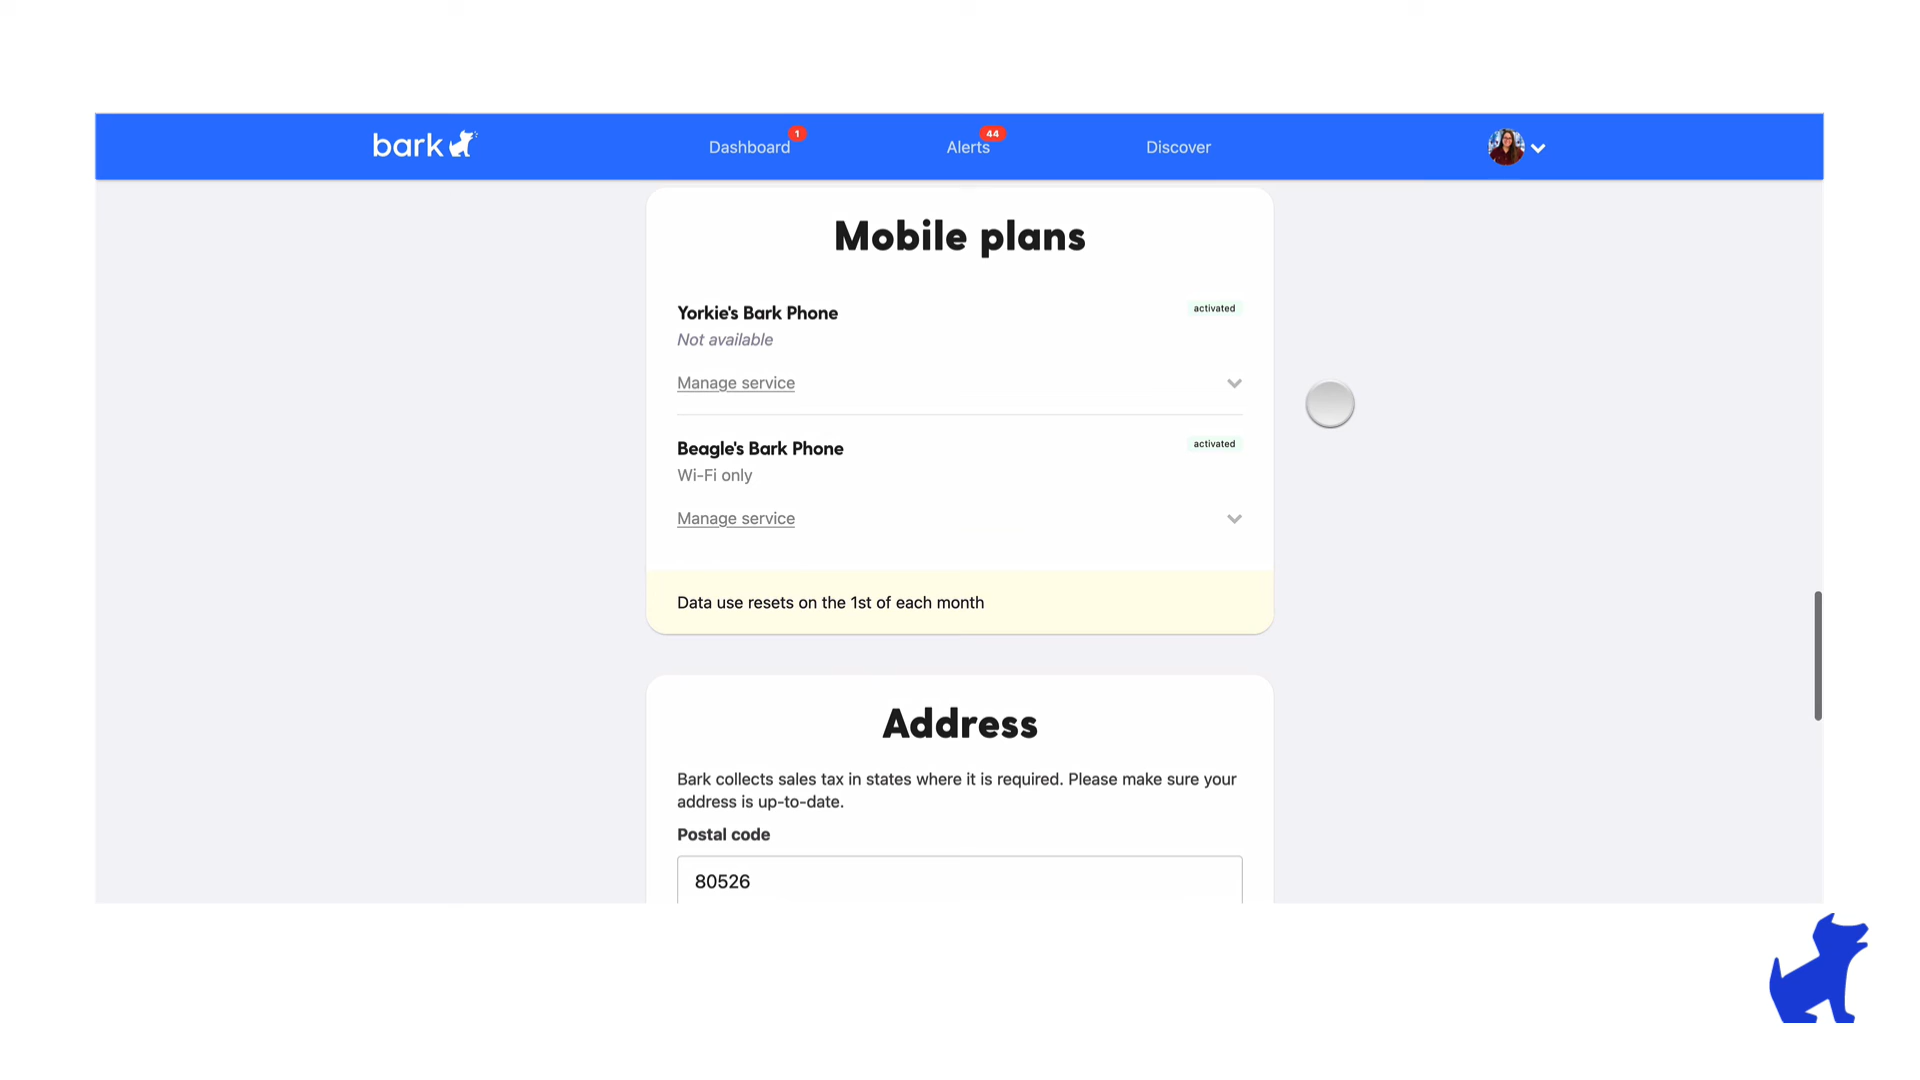 bark
Dashboard 1
Alerts 44
Discover
Mobile plans
Yorkie's Bark Phone
activated
Not available
Manage service
Beagle's Bark Phone
activated
Wi-Fi only
Manage service
Data use resets on the 1st of each month
Address
Bark collects sales tax in states where it is required. Please make sure your
address is up-to-date.
Postal code
80526